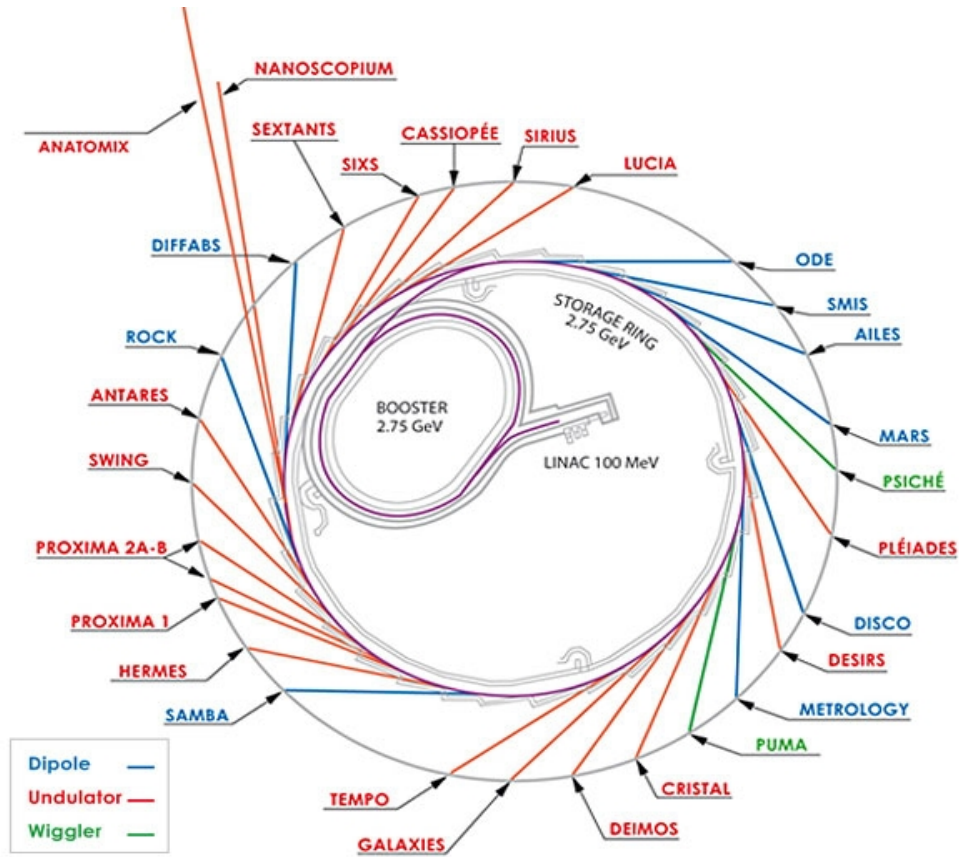 NANOSCOPIUM
ANATOMIX
SEXTANTS
CASSIOPÉE
SIRIUS
SIXS
LUCIA
DIFFABS
ODE
SMIS
STORAGE RING
2.75 GeV
ROCK
AILES
ANTARES
BOOSTER
2.75 GeV
MARS
SWING
LINAC 100 MeV
PSICHÉ
PROXIMA 2A-B
PLÉIADES
PROXIMA 1
DISCO
HERMES
DESIRS
SAMBA
METROLOGY
PUMA
Dipole
Undulator
Wiggler
TEMPO
CRISTAL
GALAXIES
DEIMOS